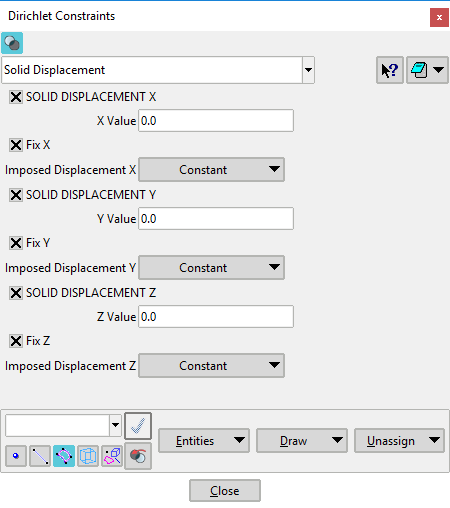 Dirichlet Constraints
Solid Displacement
SOLID DISPLACEMENT X
X Value 0.0
Fix X
Imposed Displacement X Constant
SOLID DISPLACEMENT Y
Y Value 0.0
Fix Y
Imposed Displacement Y Constant
SOLID DISPLACEMENT Z
Z Value 0.0
Fix Z
Imposed Displacement Z Constant
Entities Draw Unassign
Close